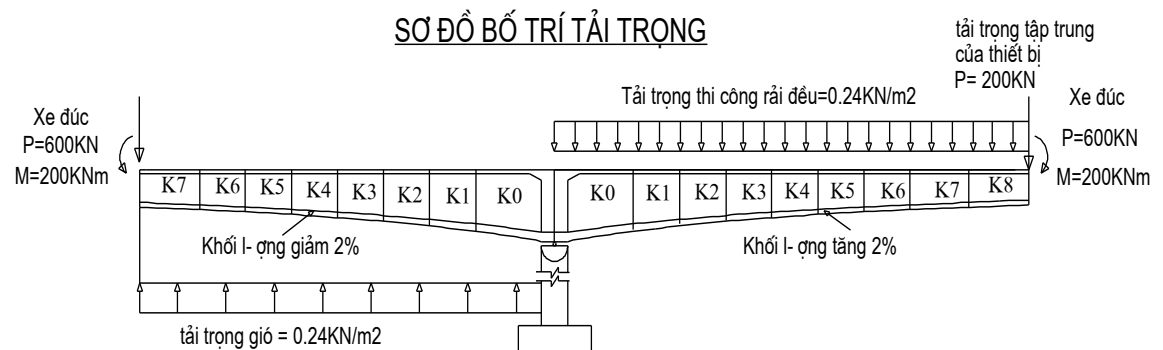 SƠ ĐỒ BỐ TRÍ TẢI TRỌNG
tải trọng tập trung
của thiết bị
P= 200KN
Tải trọng thi công rải đều=0.24KN/m2
Xe đúc
P=600KN
M=200KNm
Xe đúc
P=600KN
M=200KNm
K7 K6 K5 K4 K3 K2 K1 K0 K0 K1 K2 K3 K4 K5 K6 K7 K8
Khối l- ợng giảm 2%
Khối l- ợng tăng 2%
tải trọng gió = 0.24KN/m2